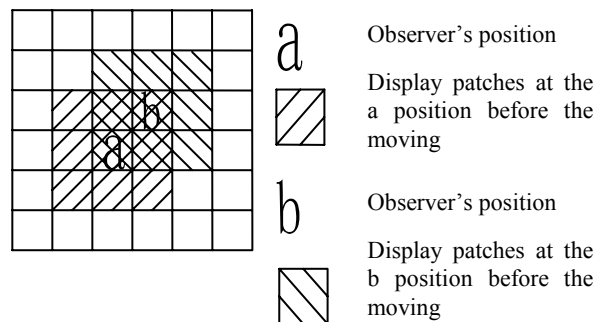 b
a
a
Observer's position
Display patches at the
a position before the
moving
b
Observer's position
Display patches at the
b position before the
moving